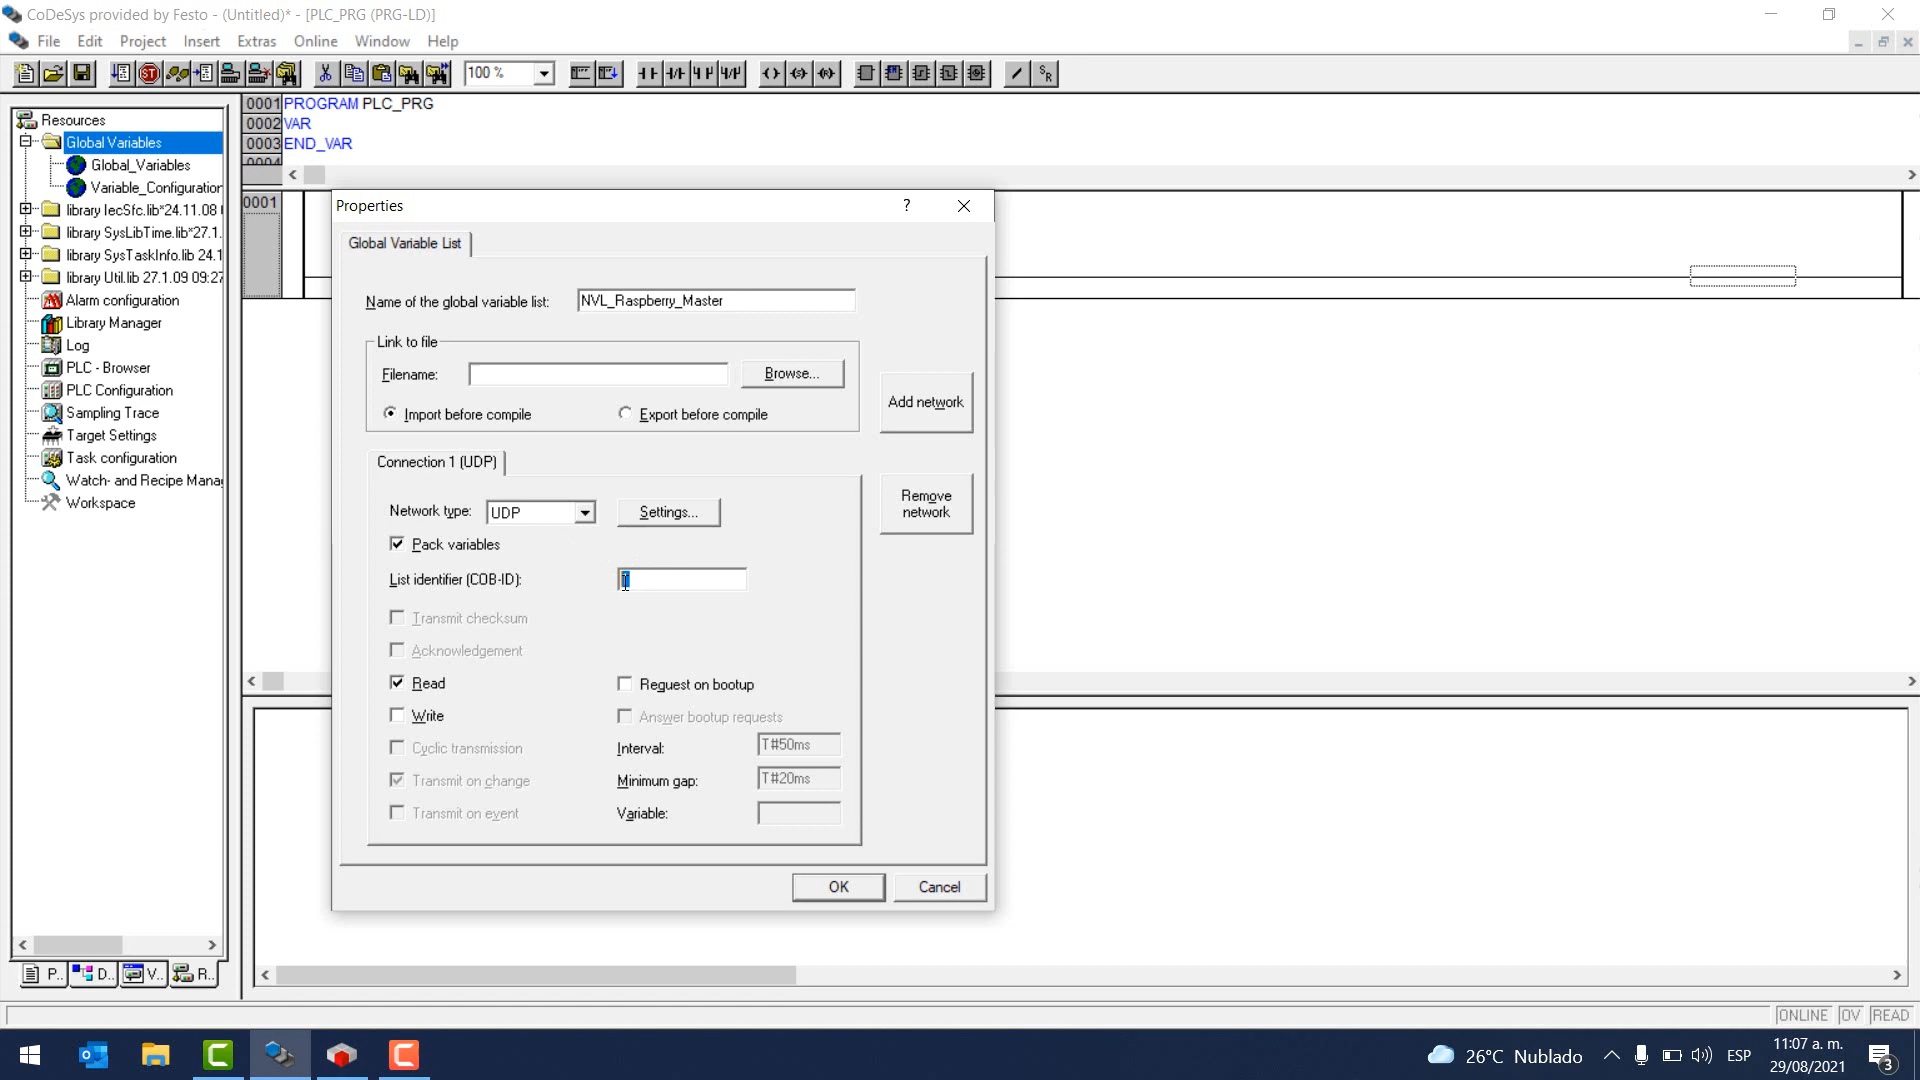 CoDeSys provided by Festo - (Untitled)* - [PLC_PRG (PRG-LD)]
File Edit Project Insert Extras Online Window Help
100 %
Resources
Global Variables
Global_Variables
Variable_Configuration
library IecSfc.lib*24.11.08
library SysLibTime.lib*27.1.
library SysTaskInfo.lib 24.1
library Util.lib 27.1.09 09:27
Alarm configuration
Library Manager
Log
PLC - Browser
PLC Configuration
Sampling Trace
Target Settings
Task configuration
Watch- and Recipe Mana
Workspace
P.. D.. V.. R..
0001 PROGRAM PLC_PRG
0002 VAR
0003 END_VAR
0004
0001
Properties
?
Global Variable List
Name of the global variable list: NVL_Raspberry_Master
Link to file
Filename: Browse...
Import before compile Export before compile
Add network
Connection 1 (UDP)
Remove network
Network type: UDP Settings...
Pack variables
List identifier (COB-ID):
Transmit checksum
Acknowledgement
Read Request on bootup
Write Answer bootup requests
Cyclic transmission Interval: T#50ms
Transmit on change Minimum gap: T#20ms
Transmit on event Variable:
OK Cancel
ONLINE OV READ
26°C Nublado ESP
11:07 a. m.
29/08/2021
3